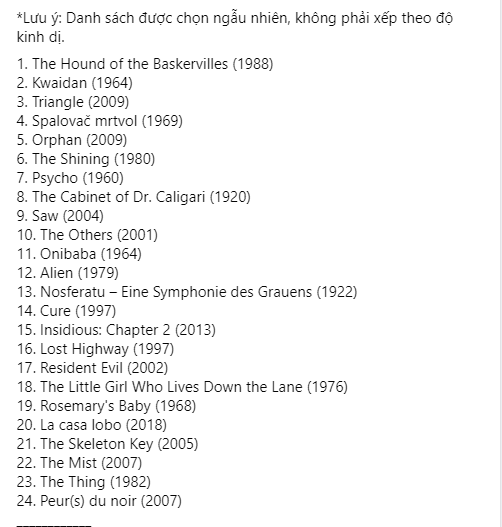 *Lưu ý: Danh sách được chọn ngẫu nhiên, không phải xếp theo độ
kinh dị.
1. The Hound of the Baskervilles (1988)
2. Kwaidan (1964)
3. Triangle (2009)
4. Spalovač mrtvol (1969)
5. Orphan (2009)
6. The Shining (1980)
7. Psycho (1960)
8. The Cabinet of Dr. Caligari (1920)
9. Saw (2004)
10. The Others (2001)
11. Onibaba (1964)
12. Alien (1979)
13. Nosferatu – Eine Symphonie des Grauens (1922)
14. Cure (1997)
15. Insidious: Chapter 2 (2013)
16. Lost Highway (1997)
17. Resident Evil (2002)
18. The Little Girl Who Lives Down the Lane (1976)
19. Rosemary's Baby (1968)
20. La casa lobo (2018)
21. The Skeleton Key (2005)
22. The Mist (2007)
23. The Thing (1982)
24. Peur(s) du noir (2007)
____________